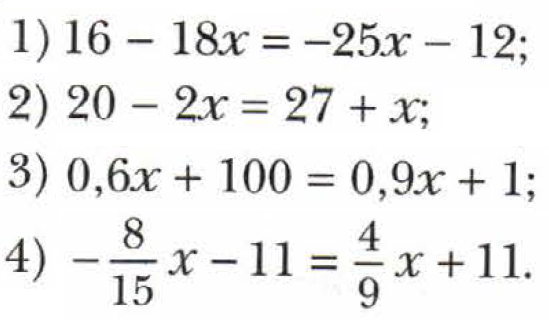 1) 16 – 18x = –25x – 12;
2) 20 – 2x = 27 + x;
3) 0,6x + 100 = 0,9x + 1;
4) –8/15 x – 11 = 4/9 x + 11.